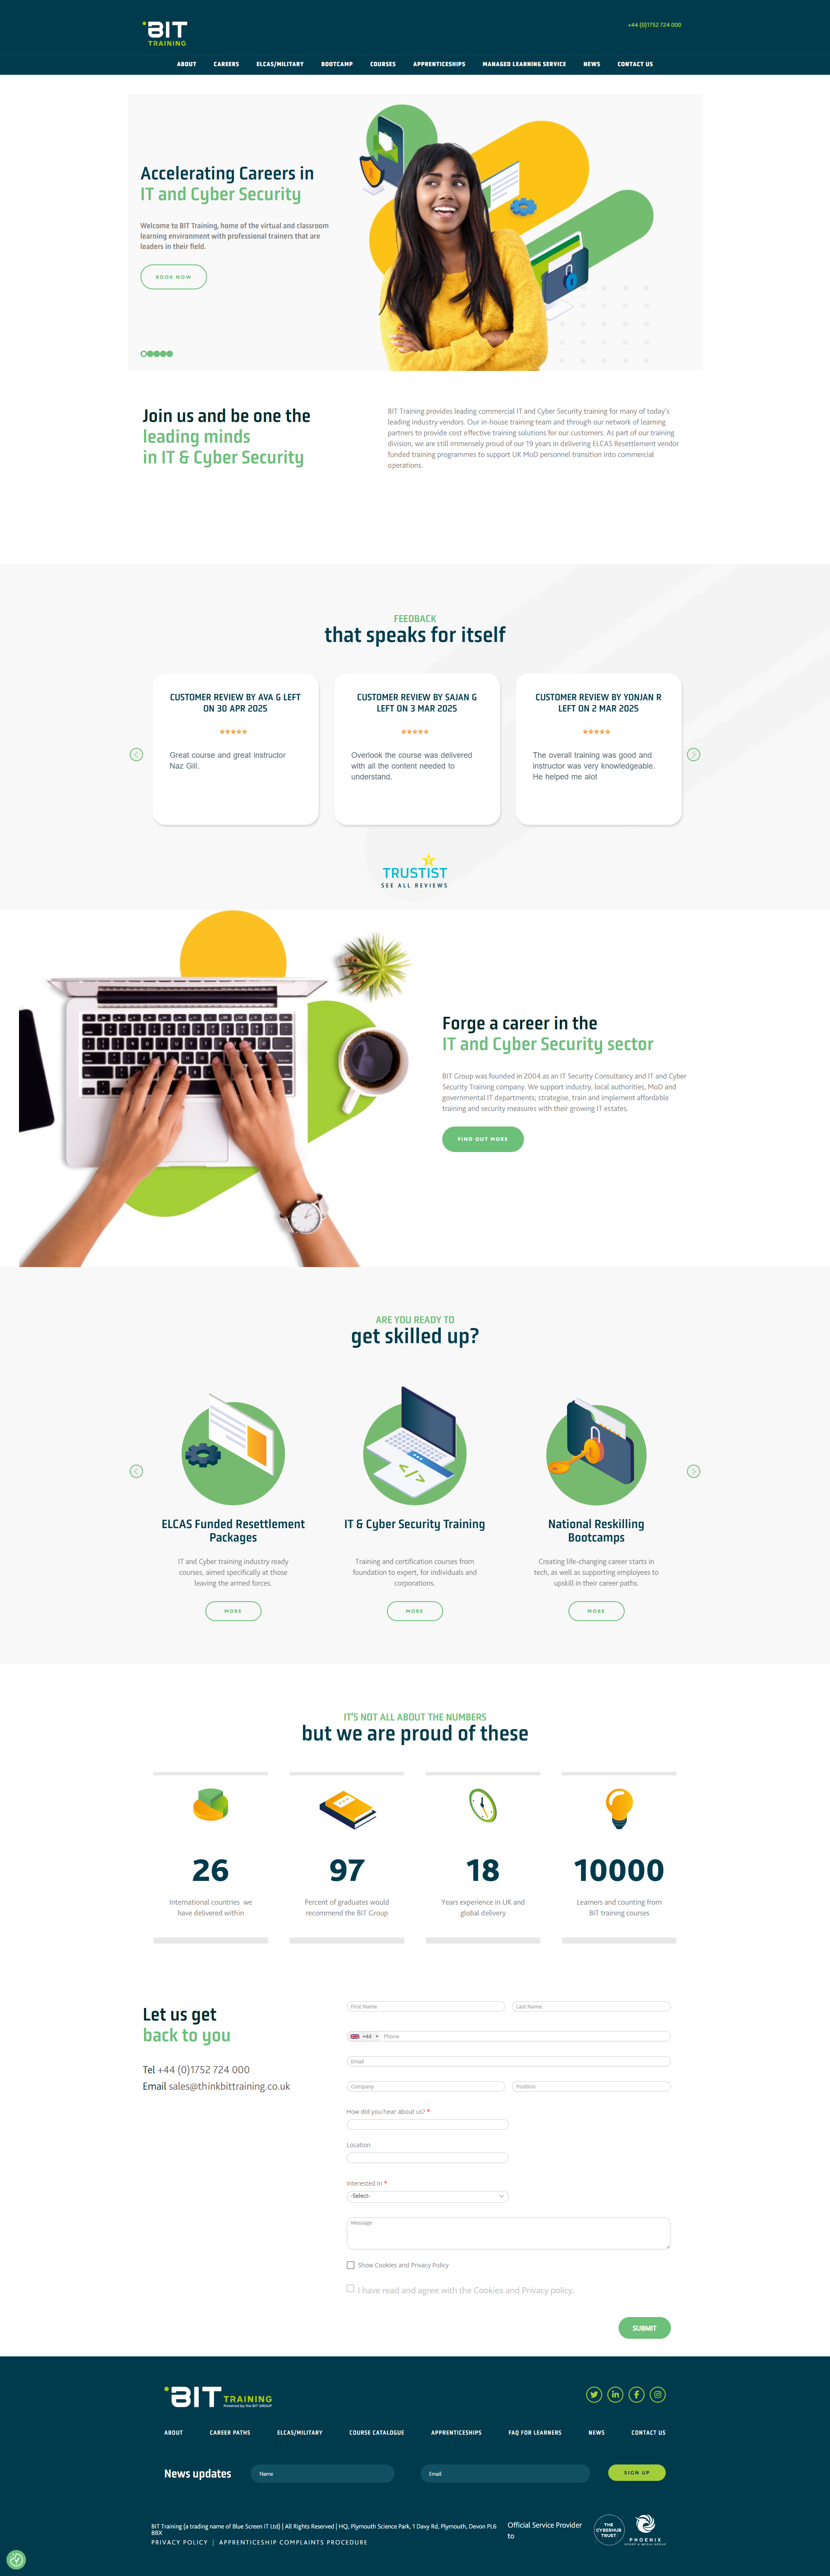 BIT
TRAINING
+44 (0)1752 724 000
ABOUT CAREERS ELCAS/MILITARY BOOTCAMP COURSES APPRENTICESHIPS MANAGED LEARNING SERVICE NEWS CONTACT US
Accelerating Careers in
IT and Cyber Security
Welcome to BIT Training, home of the virtual and classroom
learning environment with professional trainers that are
leaders in their field.
BOOK NOW
Join us and be one the
leading minds
in IT & Cyber Security
BIT Training provides leading commercial IT and Cyber Security training for many of today's
leading industry vendors. Our in-house training team and through our network of learning
partners to provide cost effective training solutions for our customers. As part of our training
division, we are still immensely proud of our 19 years in delivering ELCAS Resettlement vendor
funded training programmes to support UK MoD personnel transition into commercial
operations.
FEEDBACK
that speaks for itself
CUSTOMER REVIEW BY AVA G LEFT
ON 30 APR 2025
Great course and great instructor
Naz Gill.
CUSTOMER REVIEW BY SAJAN G
LEFT ON 3 MAR 2025
Overlook the course was delivered
with all the content needed to
understand.
CUSTOMER REVIEW BY YONJAN R
LEFT ON 2 MAR 2025
The overall training was good and
instructor was very knowledgeable.
He helped me alot
TRUSTIST
SEE ALL REVIEWS
Forge a career in the
IT and Cyber Security sector
BIT Group was founded in 2004 as an IT Security Consultancy and IT and Cyber
Security Training company. We support industry, local authorities, MoD and
governmental IT departments; strategise, train and implement affordable
training and security measures with their growing IT estates.
FIND OUT MORE
ARE YOU READY TO
get skilled up?
ELCAS Funded Resettlement
Packages
IT and Cyber training industry ready
courses, aimed specifically at those
leaving the armed forces.
MORE
IT & Cyber Security Training
Training and certification courses from
foundation to expert, for individuals and
corporations.
MORE
National Reskilling
Bootcamps
Creating life-changing career starts in
tech, as well as supporting employees to
upskill in their career paths.
MORE
IT'S NOT ALL ABOUT THE NUMBERS
but we are proud of these
26
International countries we
have delivered within
97
Percent of graduates would
recommend the BIT Group
18
Years experience in UK and
global delivery
10000
Learners and counting from
BIT training courses
Let us get
back to you
Tel +44 (0)1752 724 000
Email sales@thinkbittraining.co.uk
First Name Last Name
+44 Phone
Email
Company Position
How did you hear about us? *
Location
Interested in *
-Select-
Message
Show Cookies and Privacy Policy
I have read and agree with the Cookies and Privacy policy.
SUBMIT
BIT TRAINING
Powered by the BIT GROUP
ABOUT CAREER PATHS ELCAS/MILITARY COURSE CATALOGUE APPRENTICESHIPS FAQ FOR LEARNERS NEWS CONTACT US
News updates Name Email SIGN UP
BIT Training (a trading name of Blue Screen IT Ltd) | All Rights Reserved | HQ, Plymouth Science Park, 1 Davy Rd, Plymouth, Devon PL6
8BX
PRIVACY POLICY | APPRENTICESHIP COMPLAINTS PROCEDURE
Official Service Provider
to
THE
CYBERHUB
TRUST
PHOENIX
SPORT & MEDIA GROUP